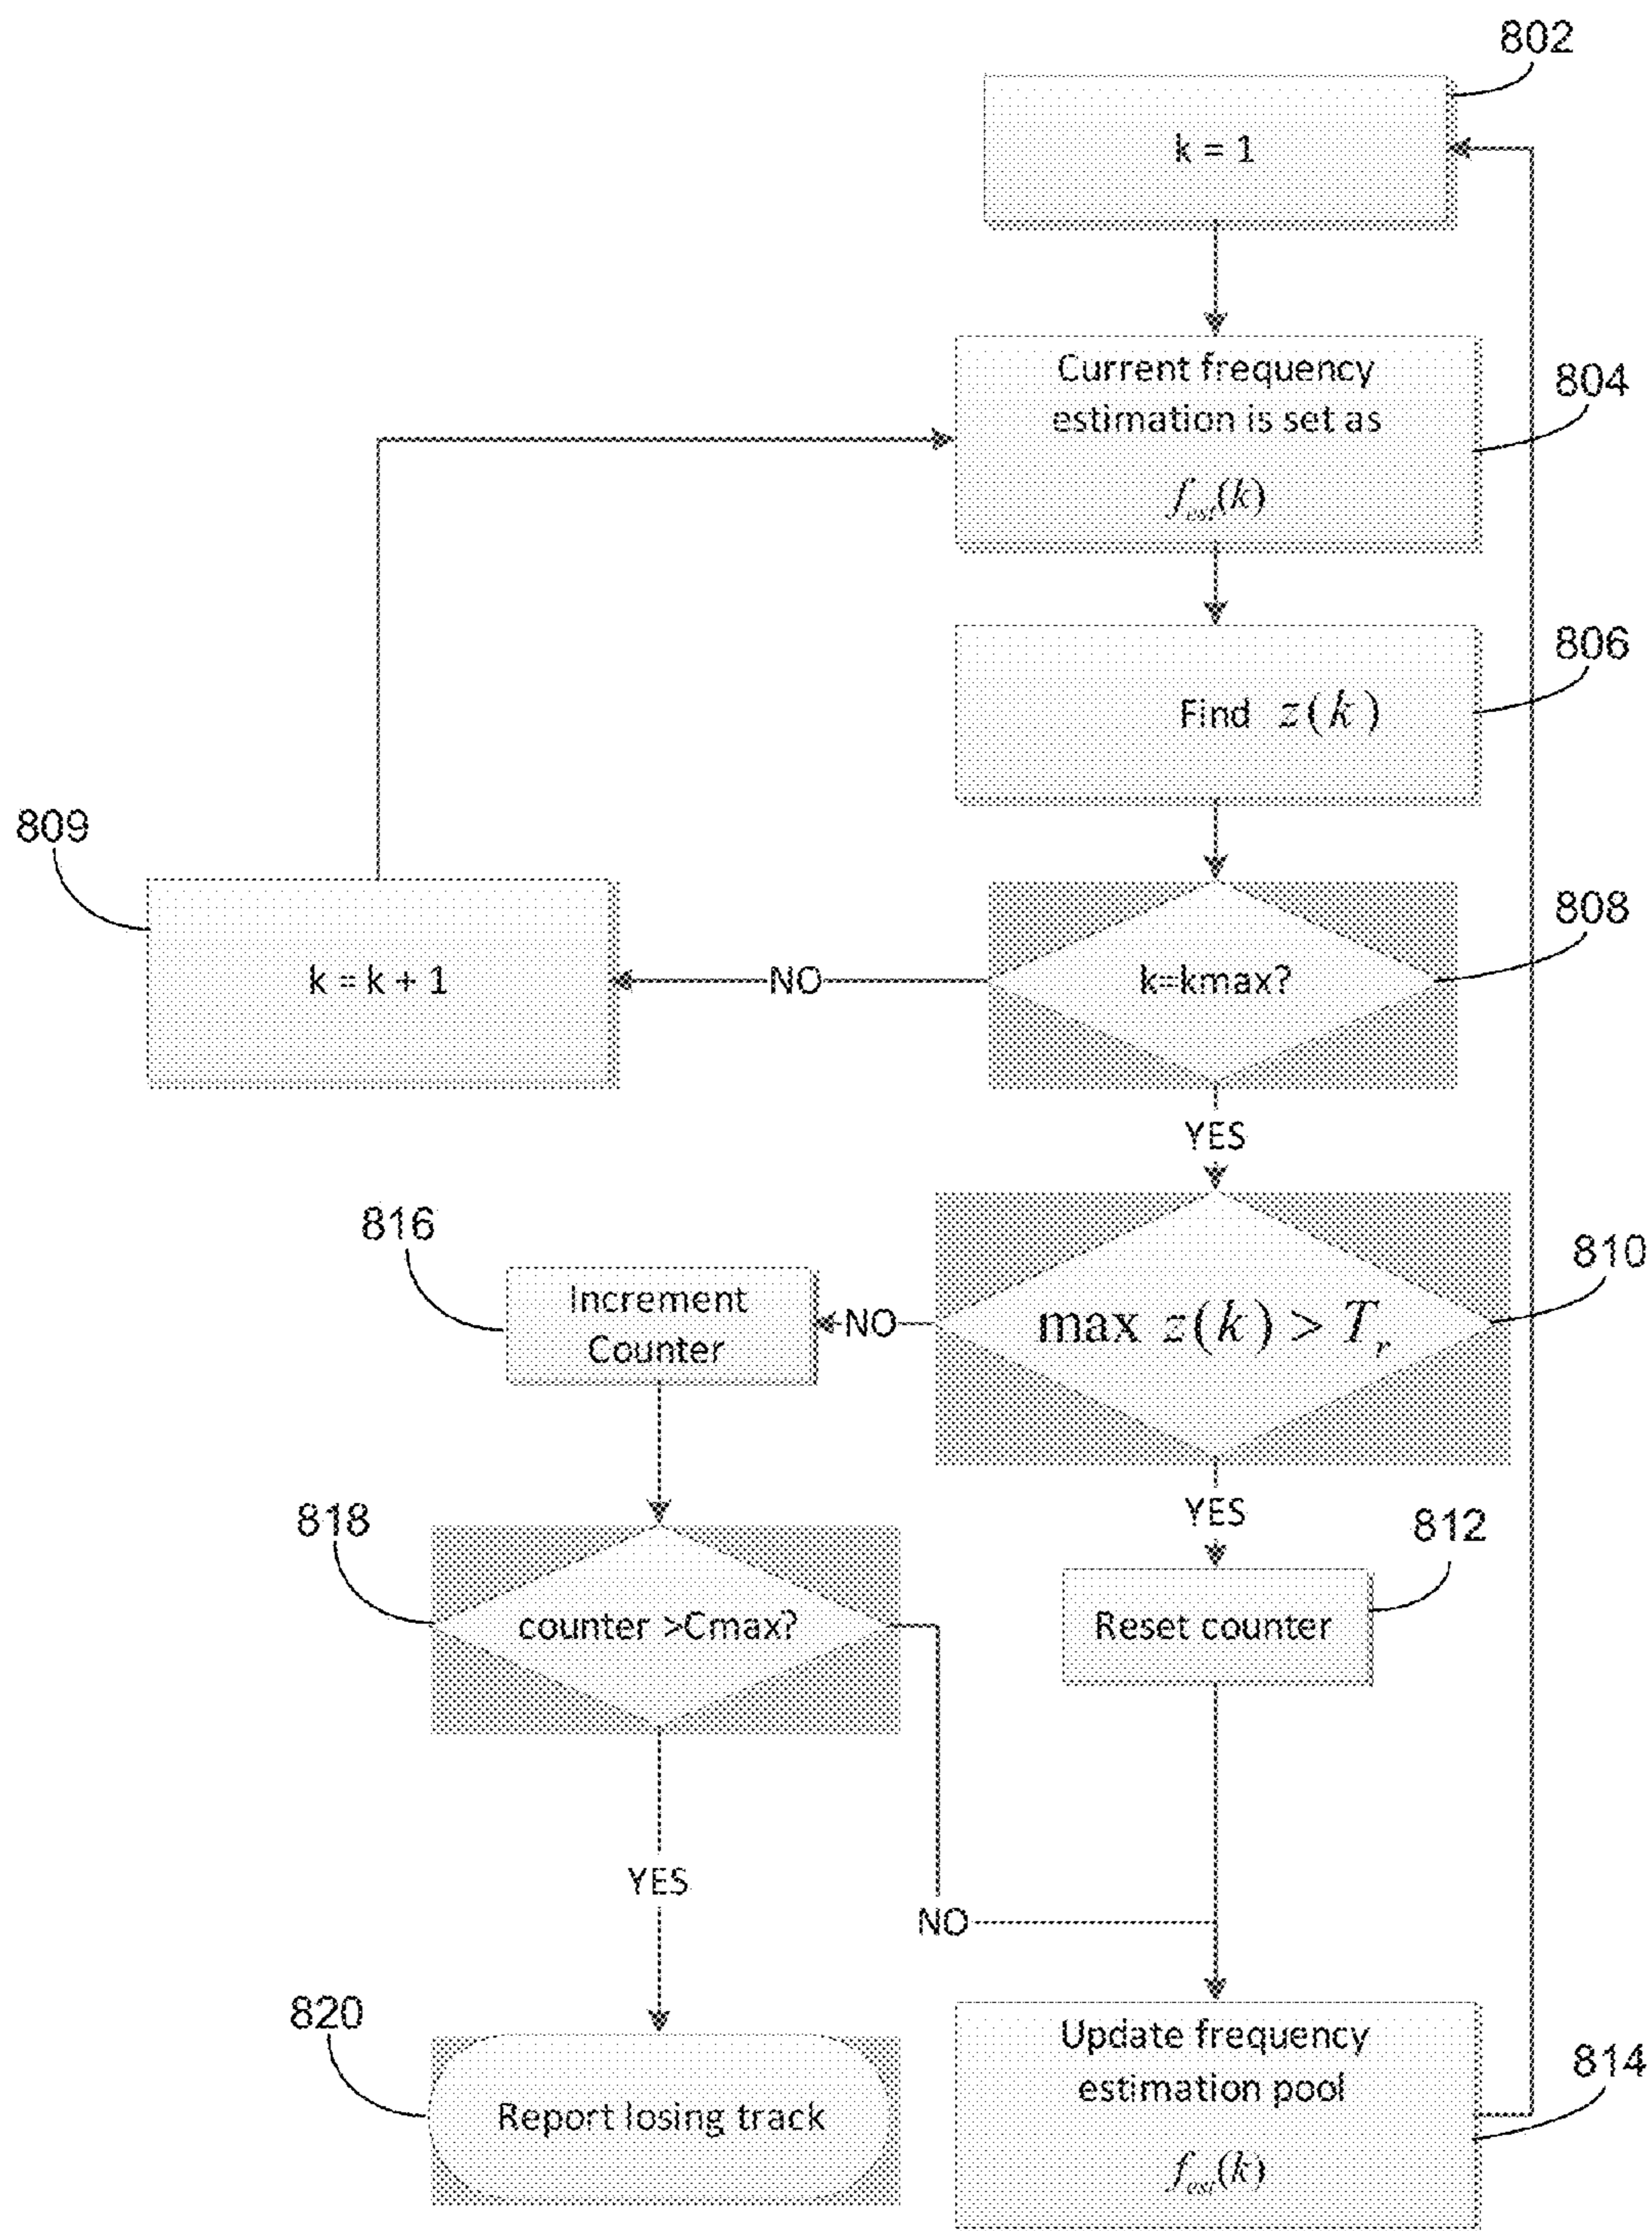 802
k = 1
Current frequency
estimation is set as
f_est(k)
804
Find z(k)
806
809
k = k + 1
NO
k=kmax?
808
YES
816
Increment
Counter
NO
max z(k) > T_r
810
YES
818
counter >Cmax?
Reset counter
812
YES
NO
820
Report losing track
Update frequency
estimation pool
f_est(k)
814